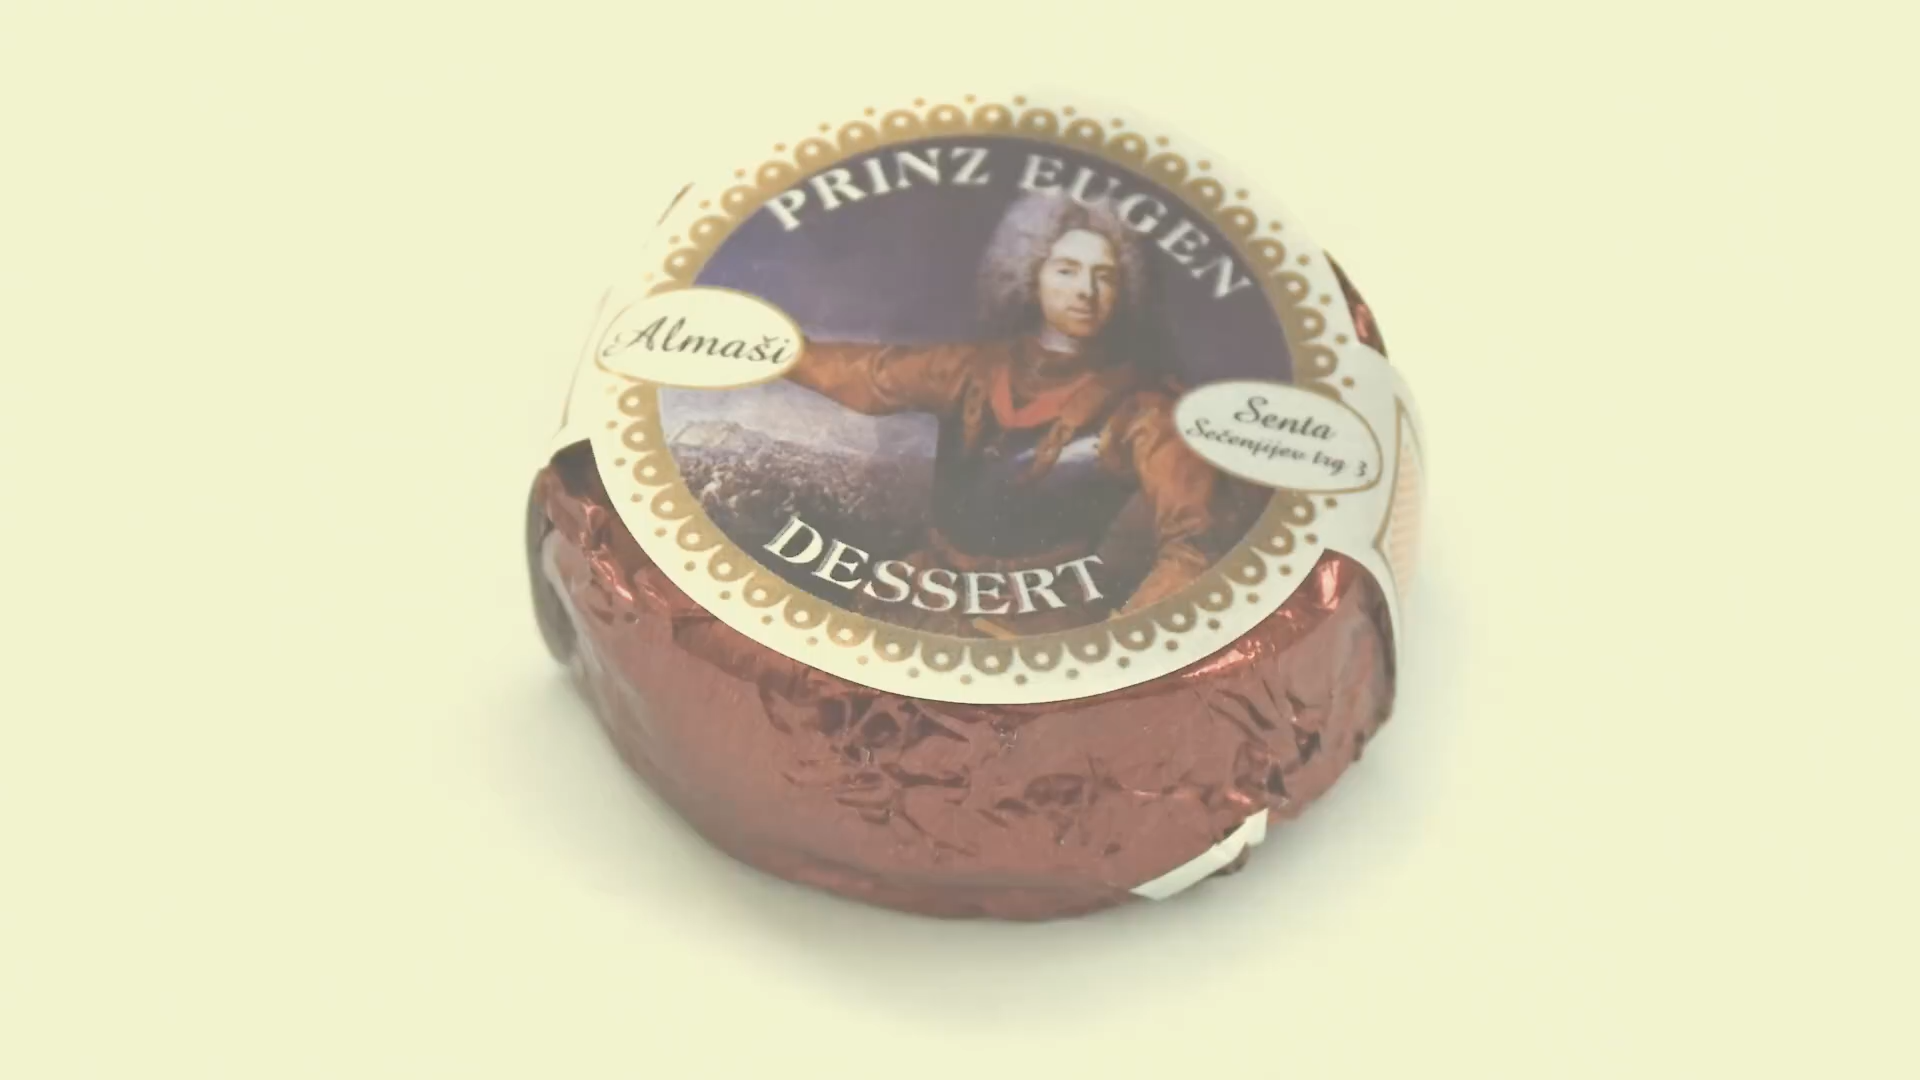 PRINZ EUGEN
Almaši
Senta
Sečenjijev trg 3
DESSERT